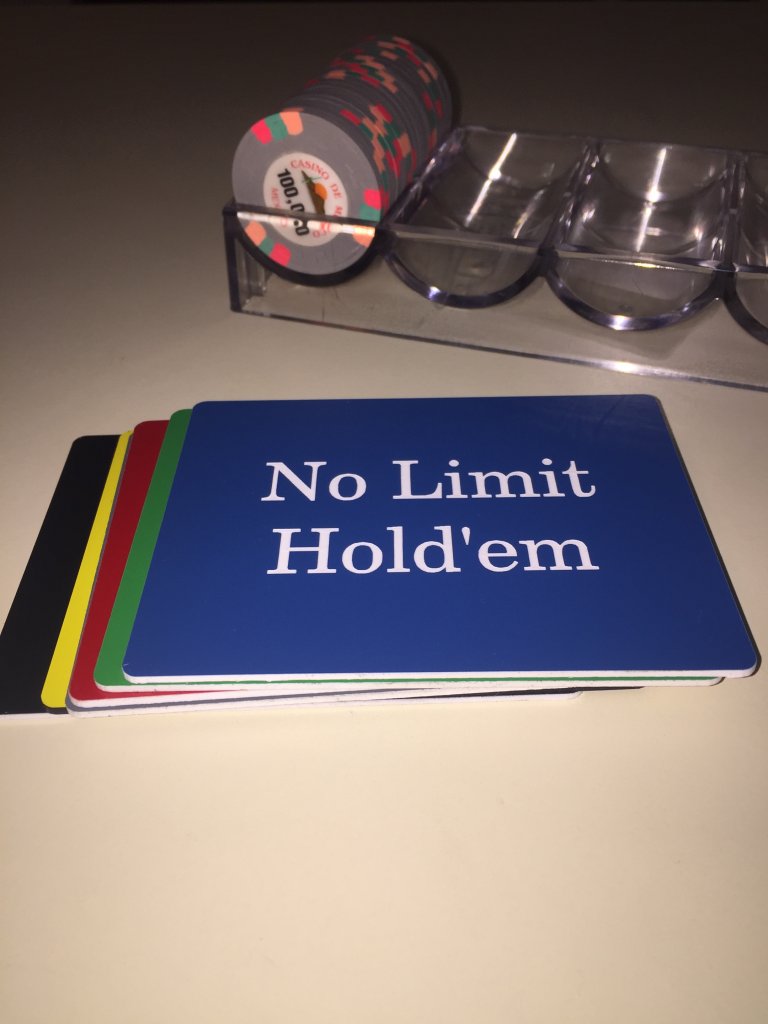 CASINO DE
100,000
No Limit
Hold'em